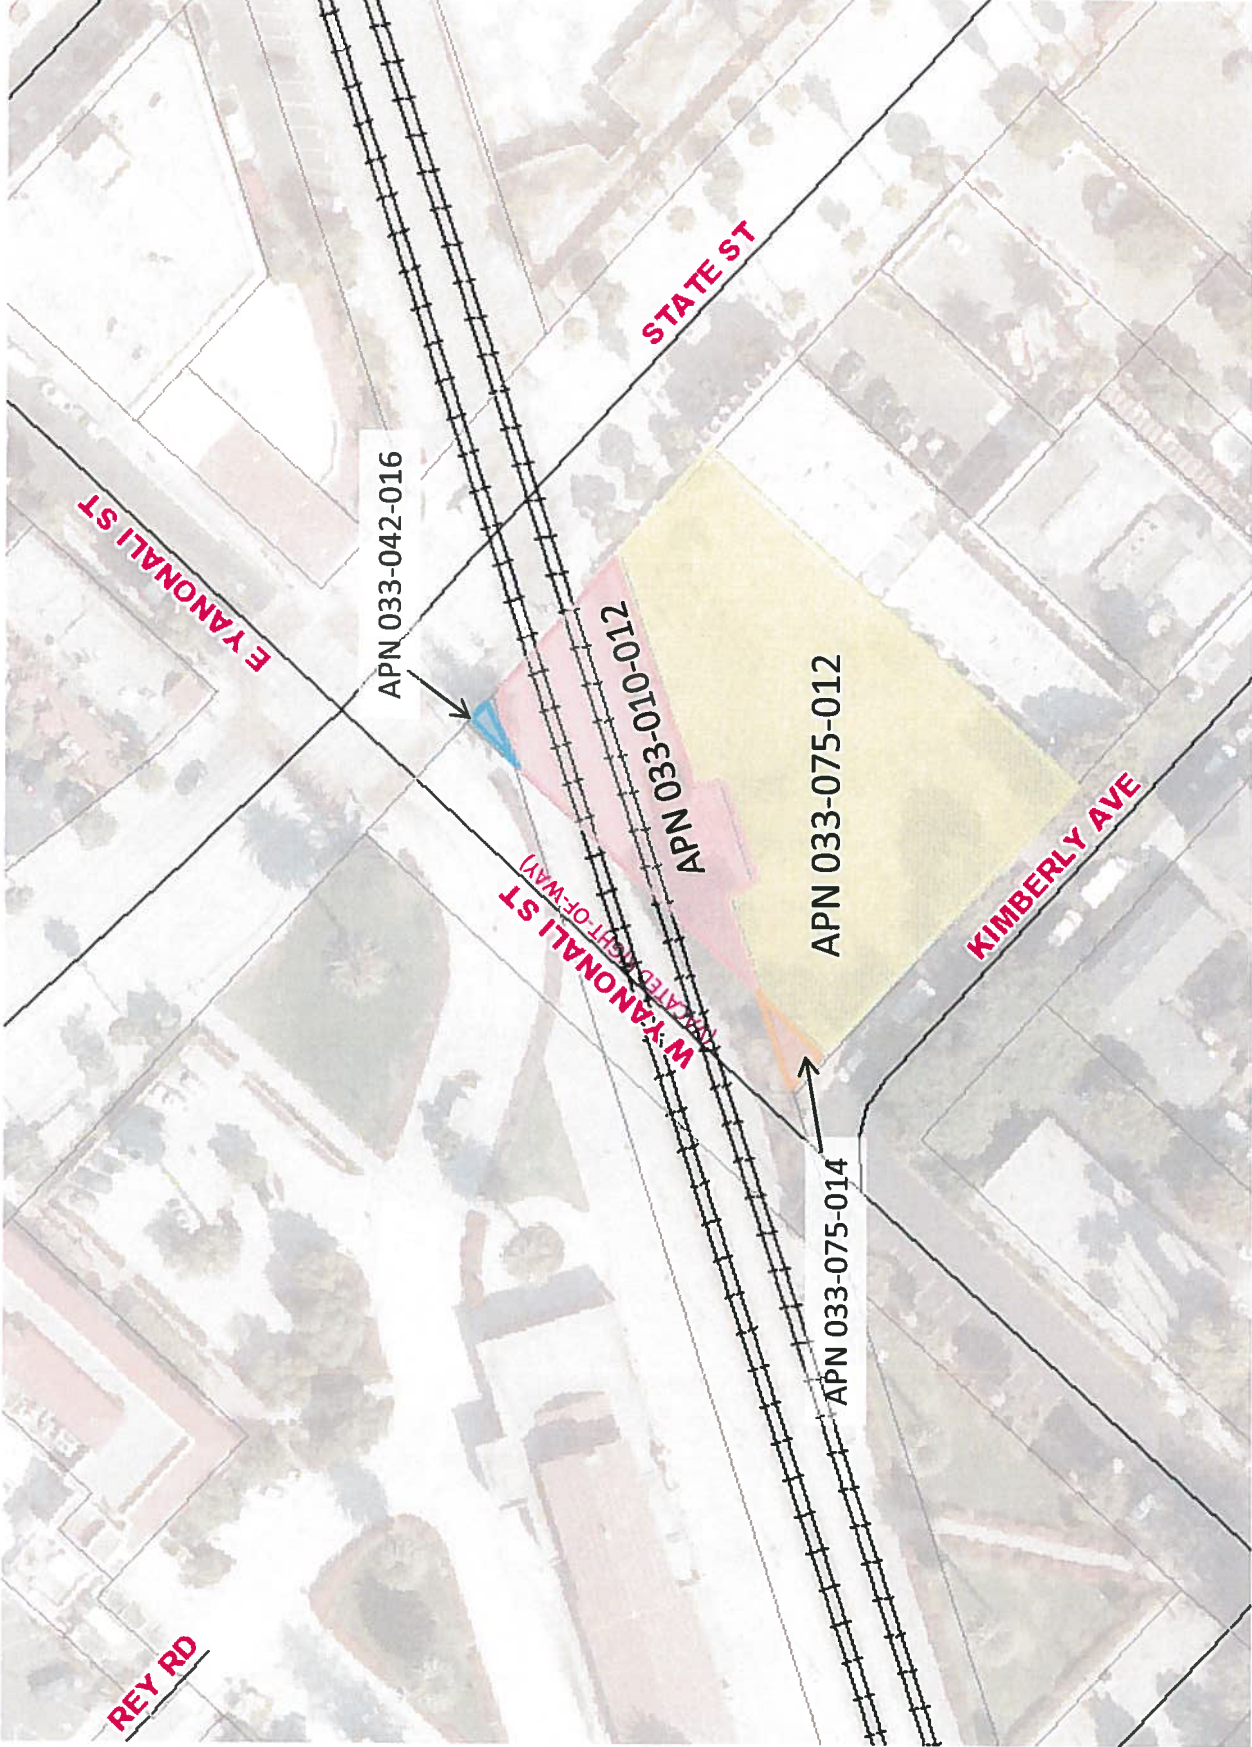 REY RD
E YANONALI ST
APN 033-042-016
W YANONALI ST
(VACATED RIGHT-OF-WAY)
STATE ST
APN 033-010-012
APN 033-075-012
APN 033-075-014
KIMBERLY AVE